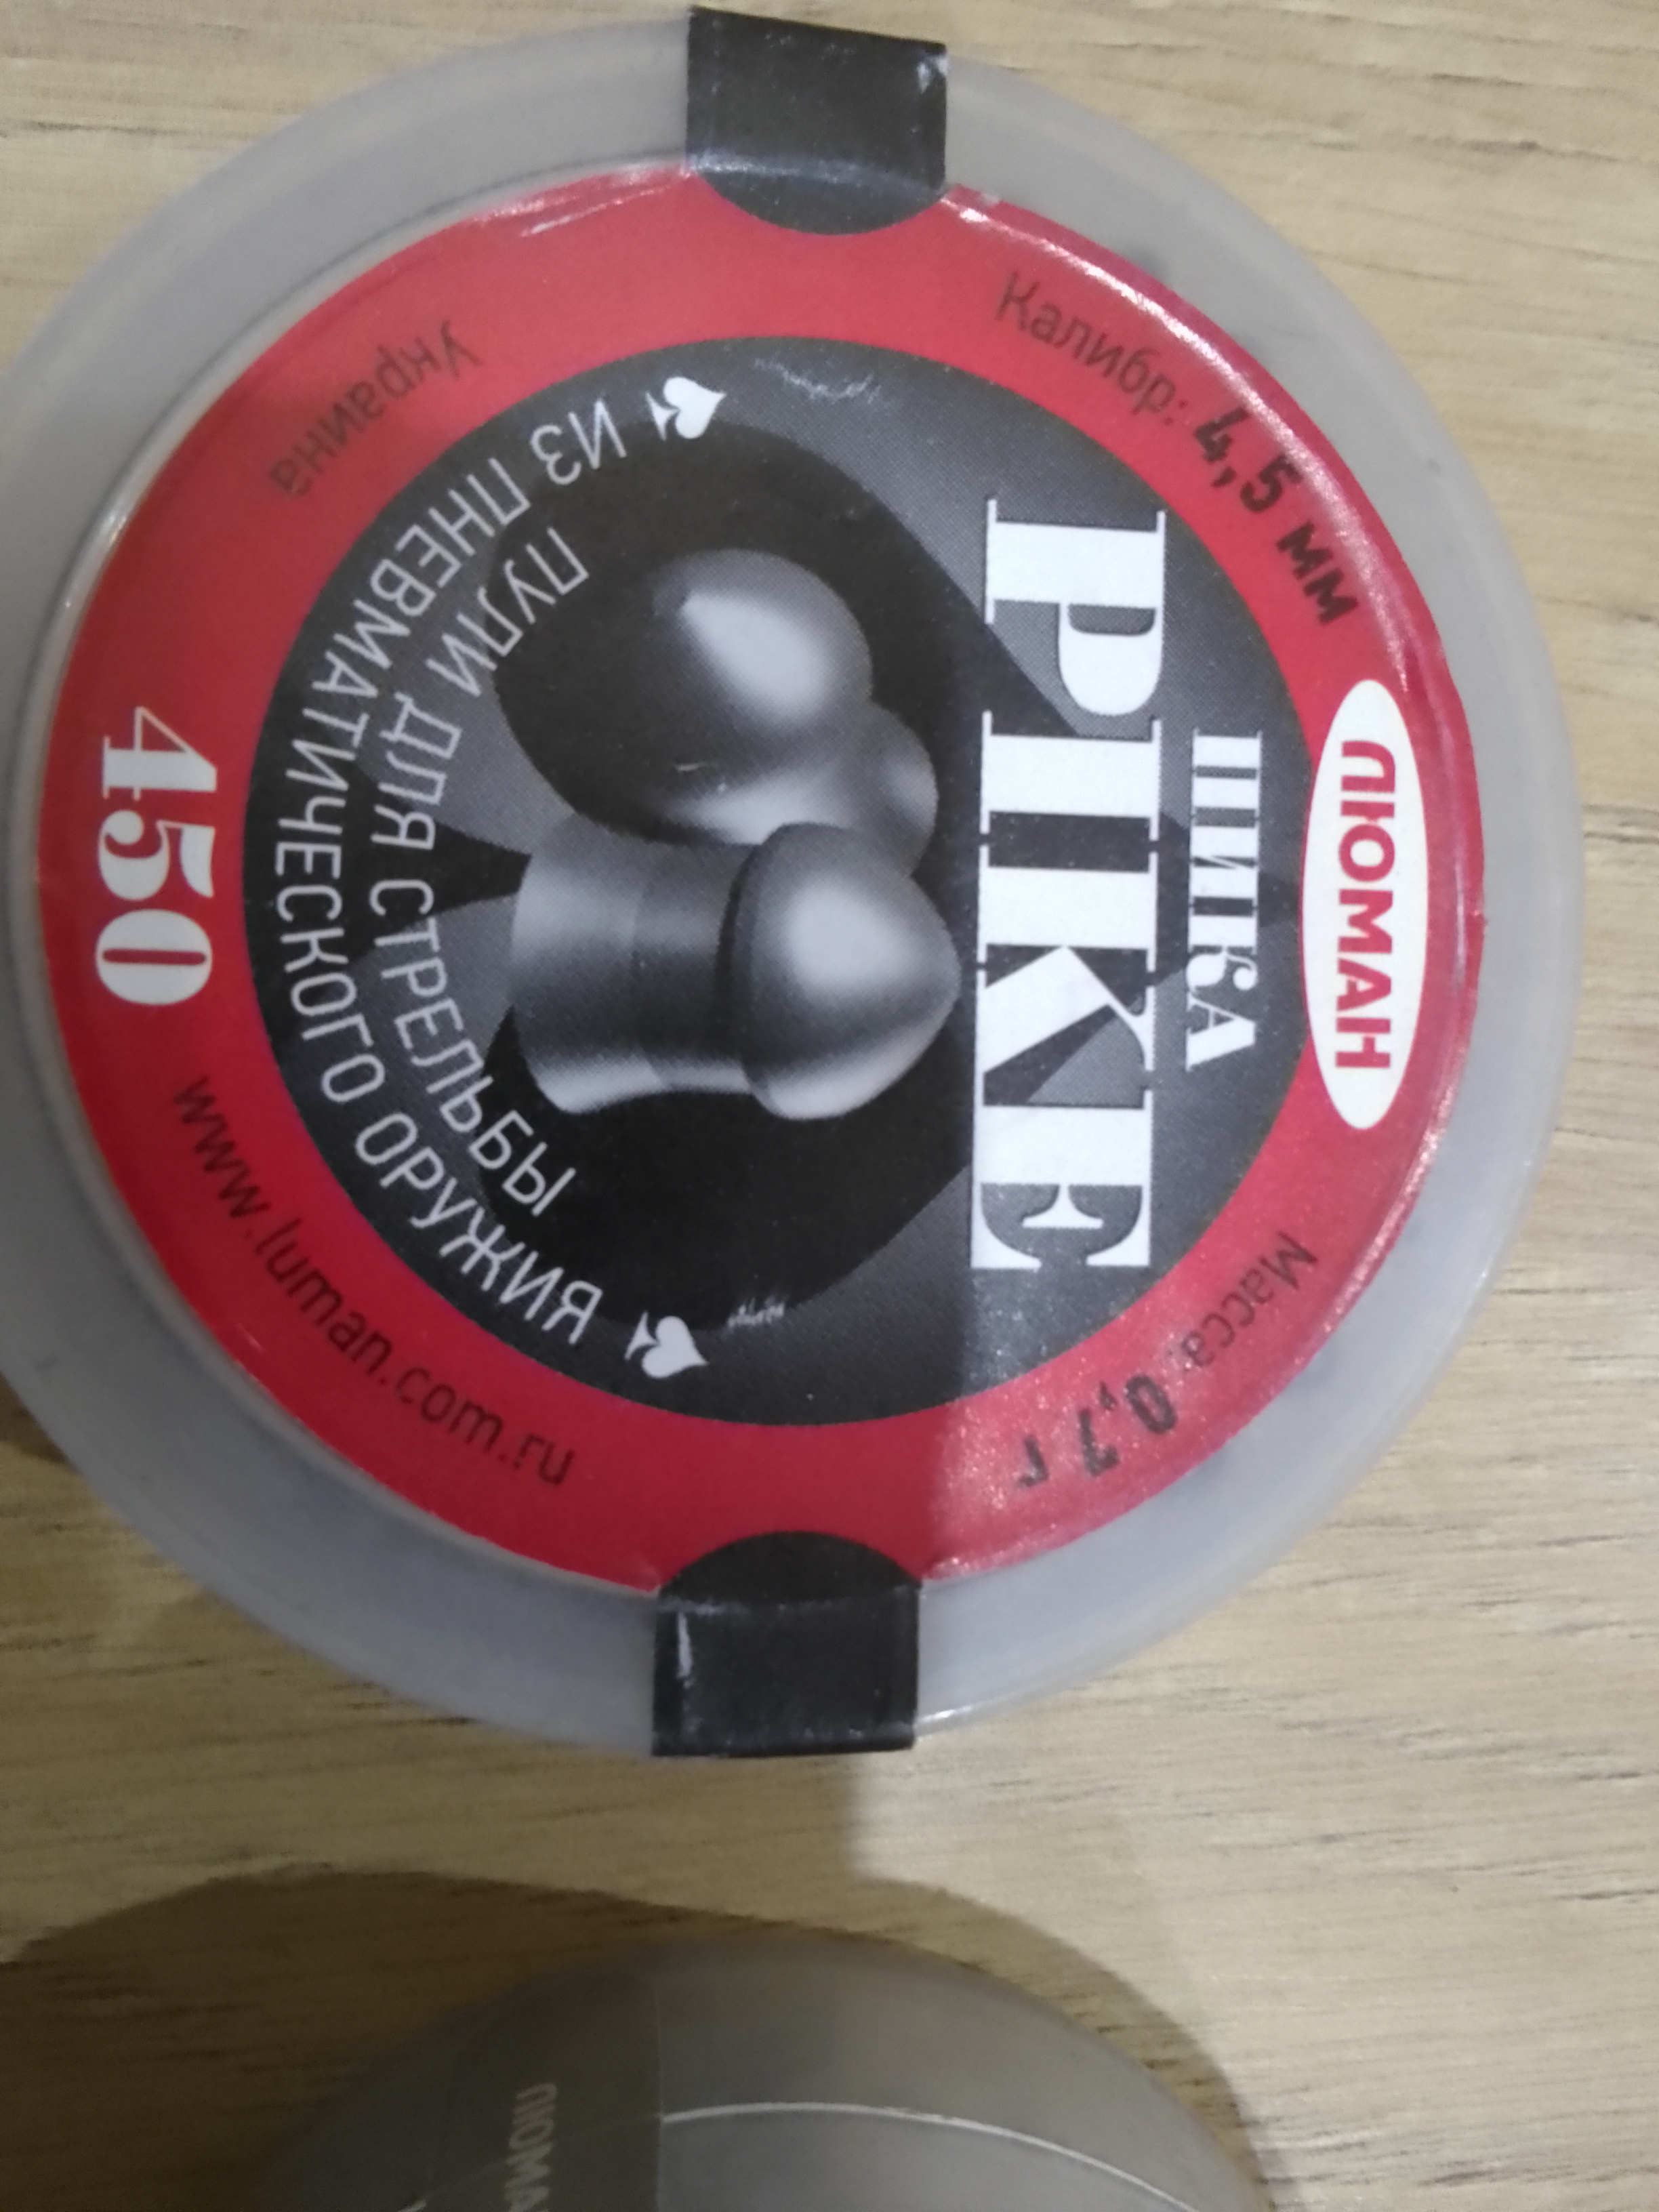 ЛЮМАН
Калибр: 4,5 мм
Масса: 0,7 г
ПИКА
PIKE
ПУЛИ ДЛЯ СТРЕЛЬБЫ
ИЗ ПНЕВМАТИЧЕСКОГО ОРУЖИЯ
Украина
450
www.luman.com.ru